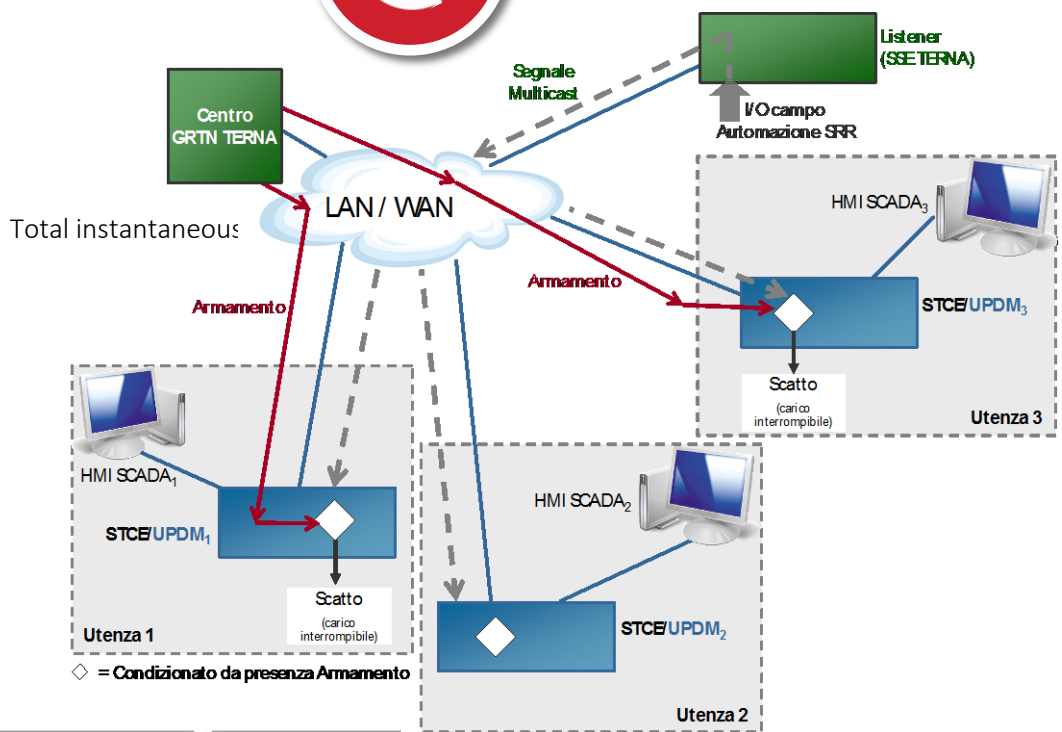 Listener
(SSE TERNA)
Segnale
Multicast
I/O campo
Automazione SRR
Centro
GRTN TERNA
LAN / WAN
HMI SCADA3
Total instantaneous
Armamento
Armamento
STCE/UPDM3
Scatto
(carico
interrompibile)
Utenza 3
HMI SCADA1
HMI SCADA2
STCE/UPDM1
Scatto
(carico
interrompibile)
Utenza 1
STCE/UPDM2
◇ = Condizionato da presenza Armamento
Utenza 2